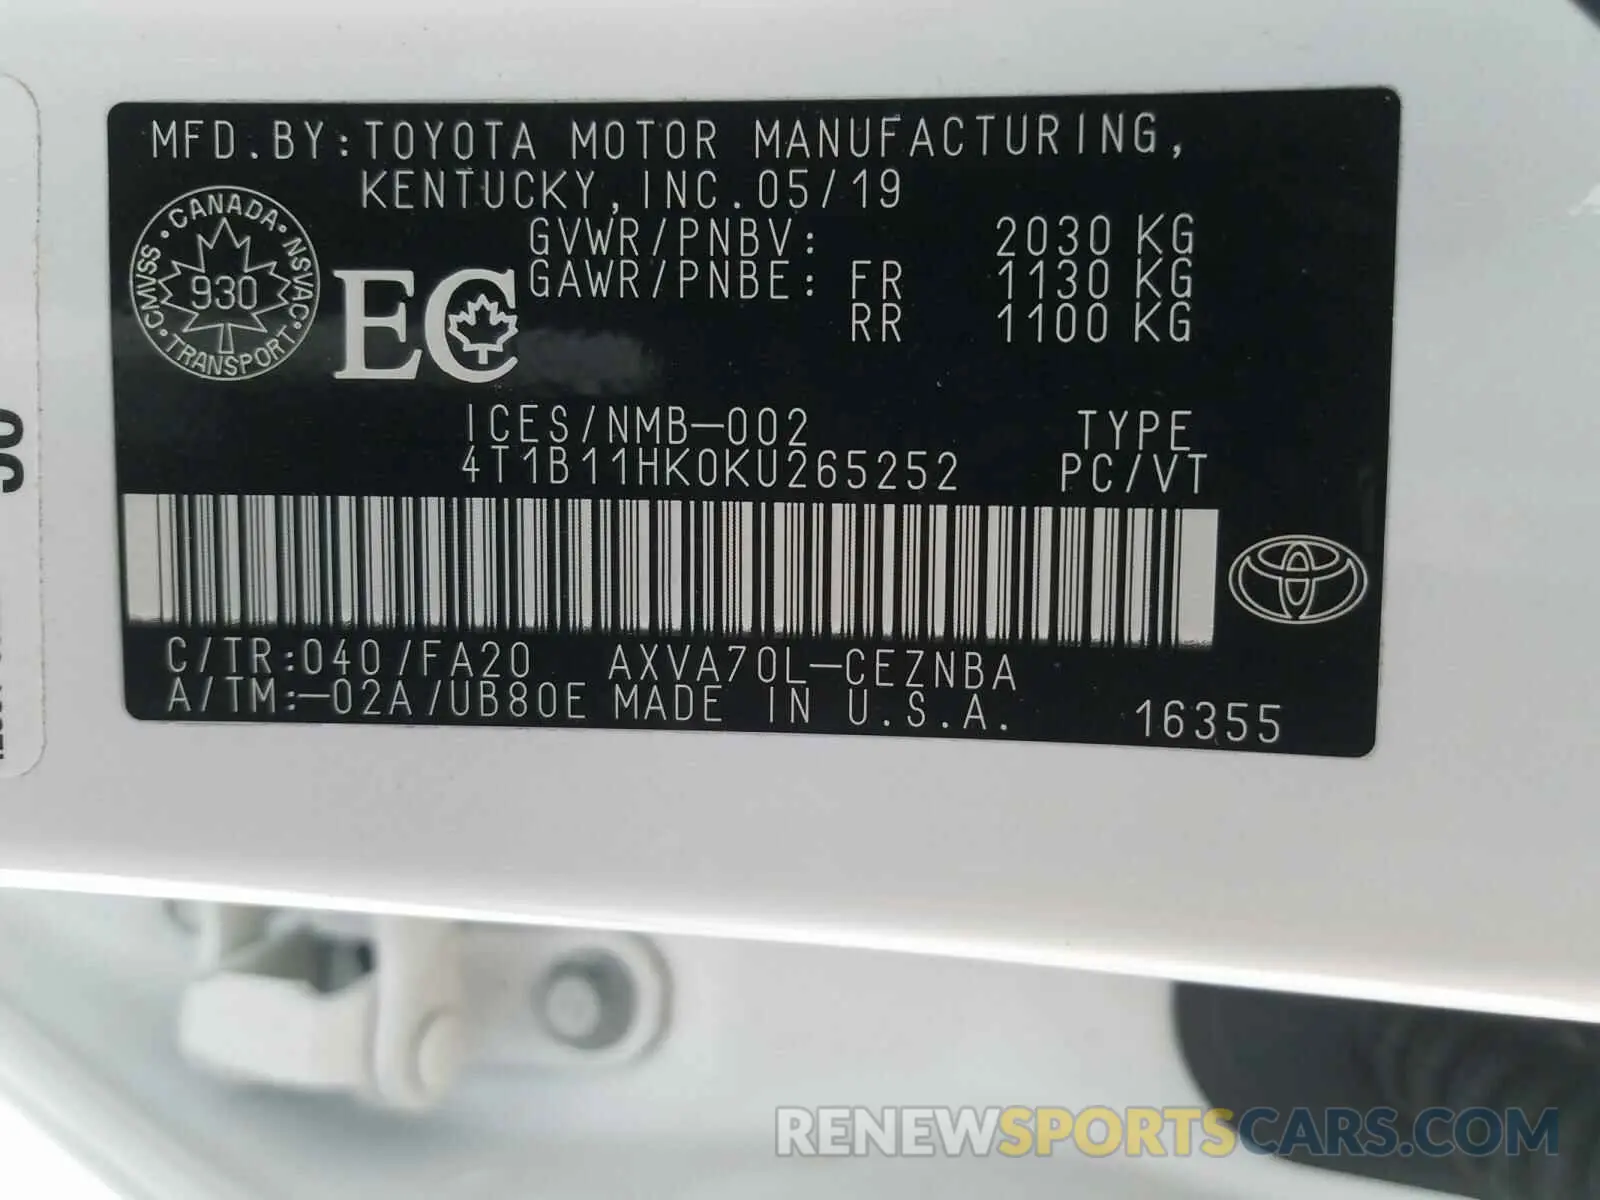 MFD.BY:TOYOTA MOTOR MANUFACTURING,
KENTUCKY,INC.05/19
CMVSS • CANADA • NSVAC • TRANSPORT •
930
EC
GVWR/PNBV: 2030 KG
GAWR/PNBE: FR 1130 KG
RR 1100 KG
ICES/NMB-002 TYPE
4T1B11HK0KU265252 PC/VT
C/TR:040/FA20 AXVA70L-CEZNBA
A/TM:-02A/UB80E MADE IN U.S.A. 16355
RENEWSPORTSCARS.COM